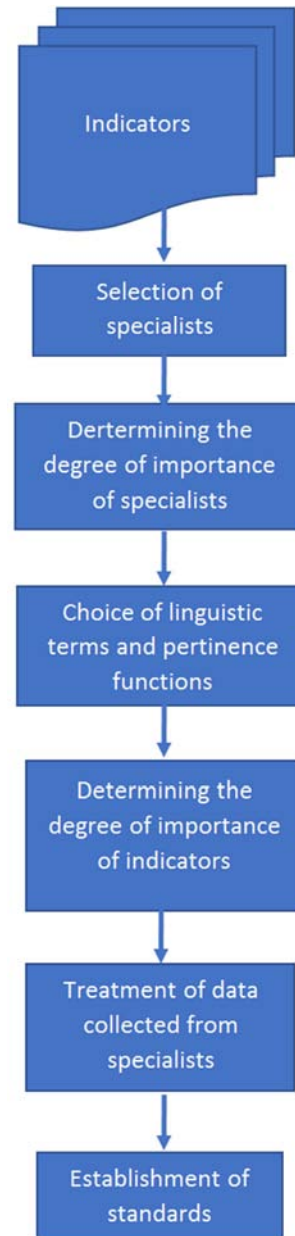 Indicators
Selection of
specialists
Dertermining the
degree of importance
of specialists
Choice of linguistic
terms and pertinence
functions
Determining the
degree of importance
of indicators
Treatment of data
collected from
specialists
Establishment of
standards